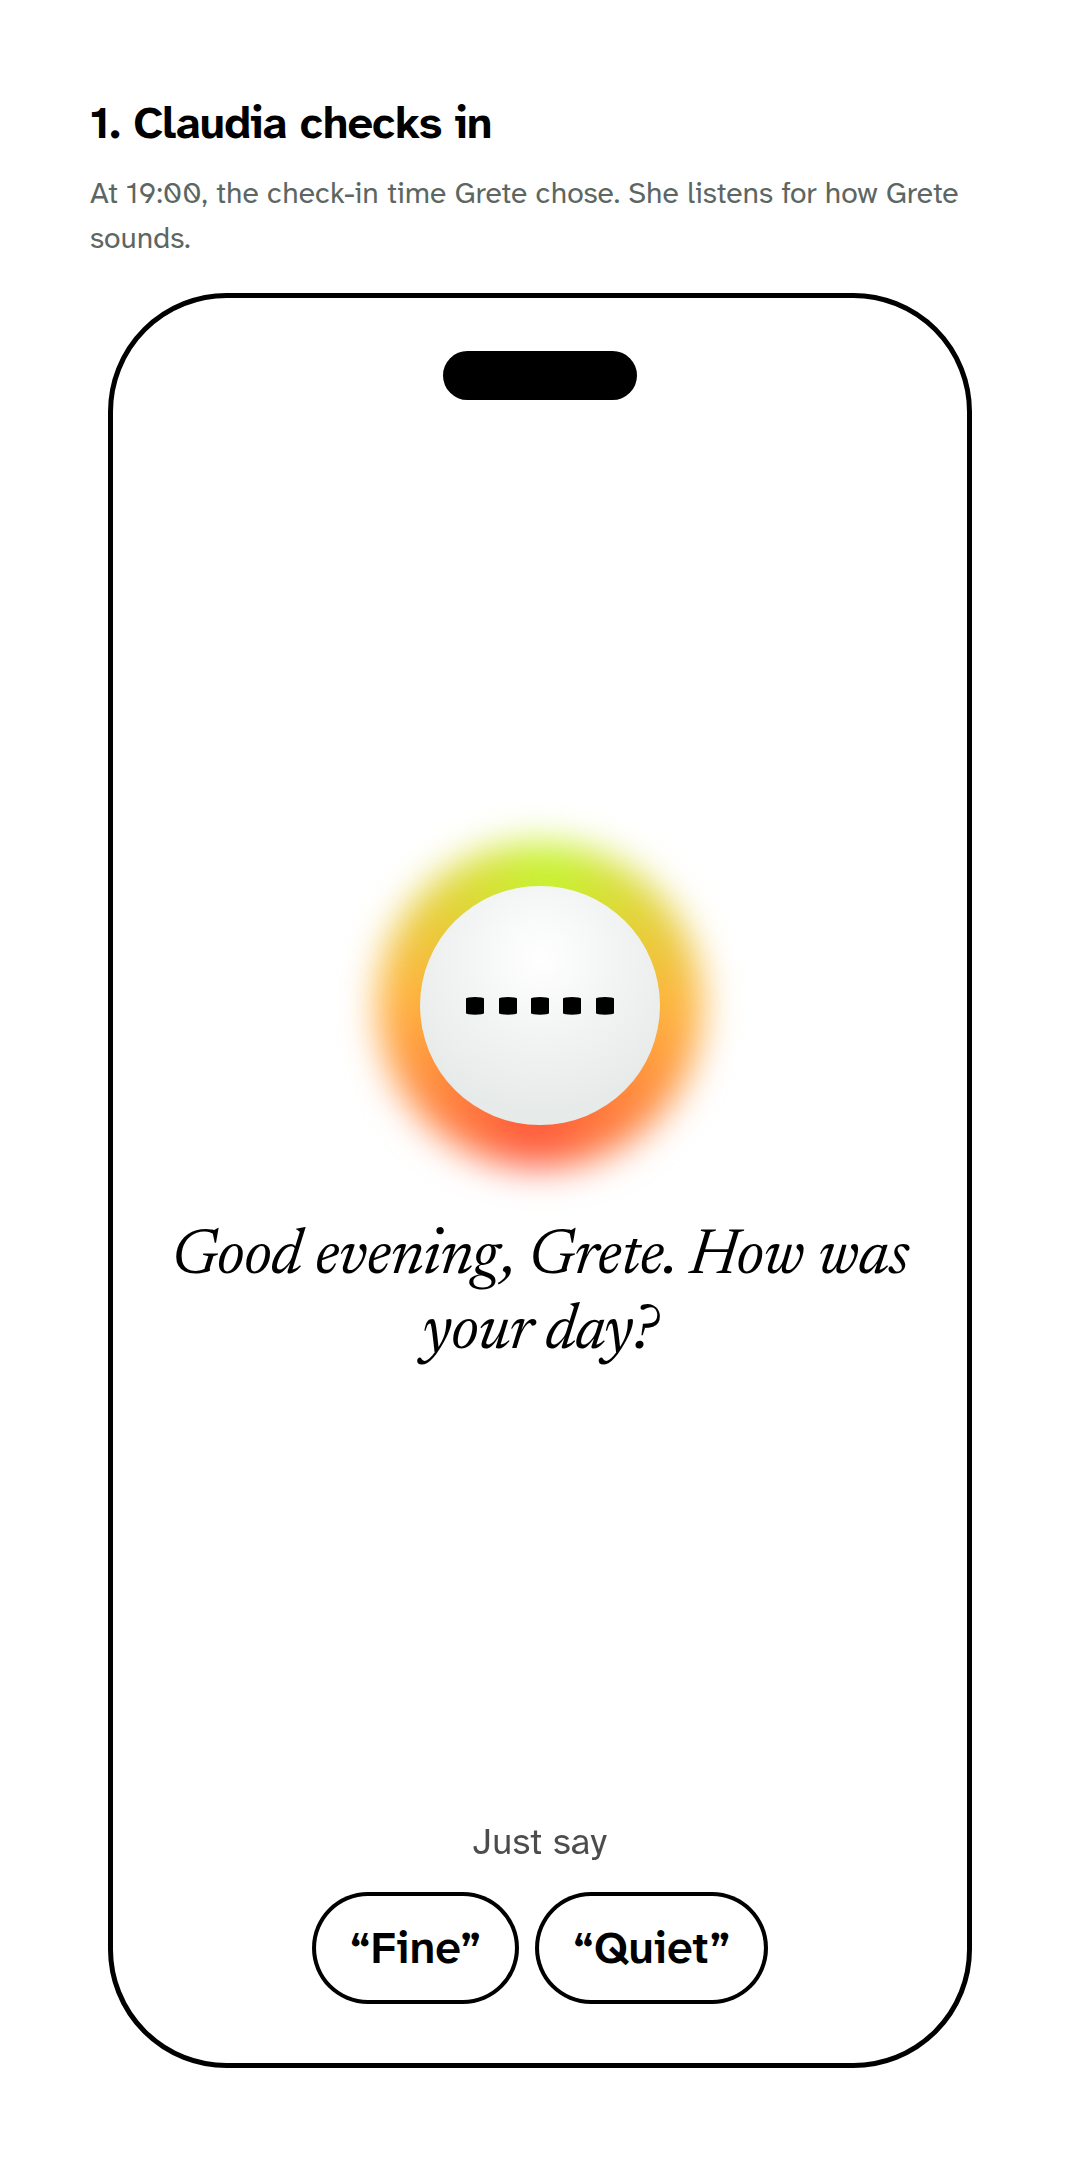 1. Claudia checks in
At 19:00, the check-in time Grete chose. She listens for how Grete
sounds.
Good evening, Grete. How was
your day?
Just say
“Fine” “Quiet”